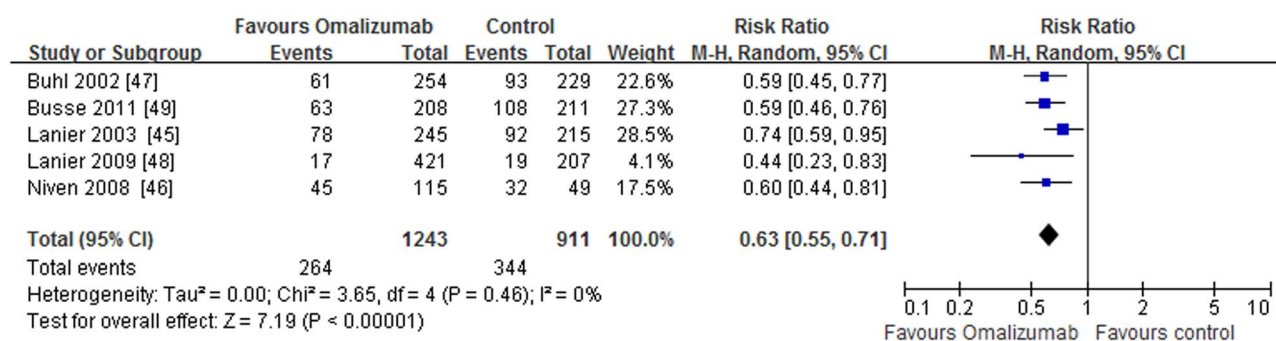 Favours Omalizumab Control Risk Ratio Risk Ratio
Study or Subgroup Events Total Events Total Weight M-H, Random, 95% CI M-H, Random, 95% CI
Buhl 2002 [47] 61 254 93 229 22.6% 0.59 [0.45, 0.77]
Busse 2011 [49] 63 208 108 211 27.3% 0.59 [0.46, 0.76]
Lanier 2003 [45] 78 245 92 215 28.5% 0.74 [0.59, 0.95]
Lanier 2009 [48] 17 421 19 207 4.1% 0.44 [0.23, 0.83]
Niven 2008 [46] 45 115 32 49 17.5% 0.60 [0.44, 0.81]
Total (95% CI) 1243 911 100.0% 0.63 [0.55, 0.71]
Total events 264 344
Heterogeneity: Tau² = 0.00; Chi² = 3.65, df = 4 (P = 0.46); I² = 0%
Test for overall effect: Z = 7.19 (P < 0.00001)
0.1 0.2 0.5 1 2 5 10
Favours Omalizumab Favours control